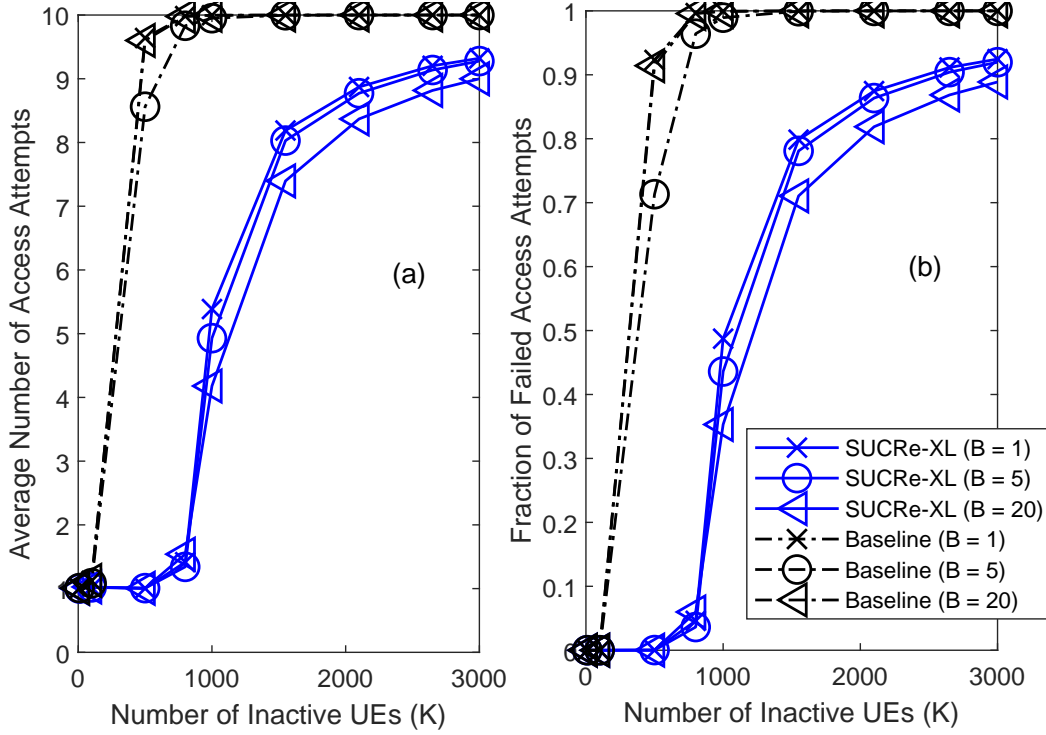 Average Number of Access Attempts
10
9
8
7
6
5
4
3
2
1
0
0
1000
2000
3000
Number of Inactive UEs (K)
(a)
Fraction of Failed Access Attempts
1
0.9
0.8
0.7
0.6
0.5
0.4
0.3
0.2
0.1
0
0
1000
2000
3000
Number of Inactive UEs (K)
(b)
SUCRe-XL (B = 1)
SUCRe-XL (B = 5)
SUCRe-XL (B = 20)
Baseline (B = 1)
Baseline (B = 5)
Baseline (B = 20)